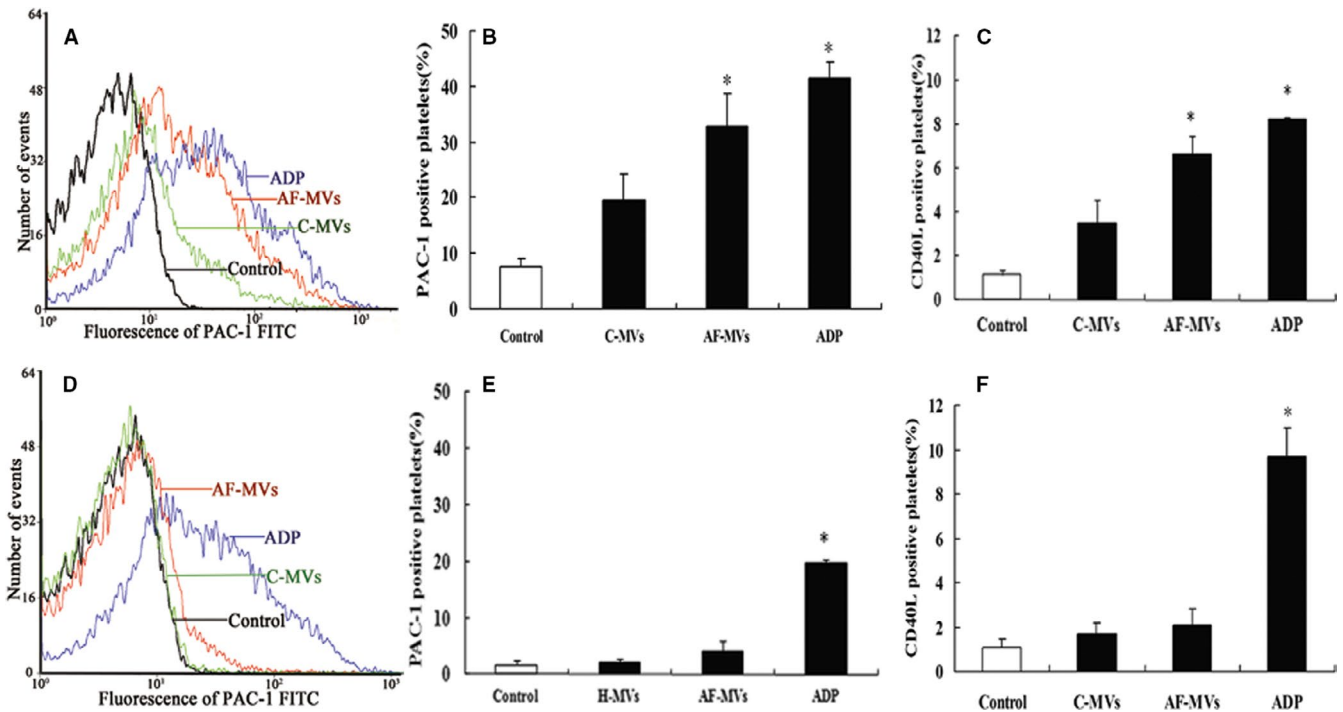 A
Number of events
64
48
32
16
0
ADP
AF-MVs
C-MVs
Control
10⁰
10¹
10²
10³
Fluorescence of PAC-1 FITC
B
PAC-1 positive platelets(%)
50
40
30
20
10
0
*
*
Control
C-MVs
AF-MVs
ADP
C
CD40L positive platelets(%)
12
10
8
6
4
2
0
*
*
Control
C-MVs
AF-MVs
ADP
D
Number of events
64
48
32
16
0
AF-MVs
ADP
C-MVs
Control
10⁰
10¹
10²
10³
Fluorescence of PAC-1 FITC
E
PAC-1 positive platelets(%)
50
40
30
20
10
0
*
Control
H-MVs
AF-MVs
ADP
F
CD40L positive platelets(%)
12
10
8
6
4
2
0
*
Control
C-MVs
AF-MVs
ADP